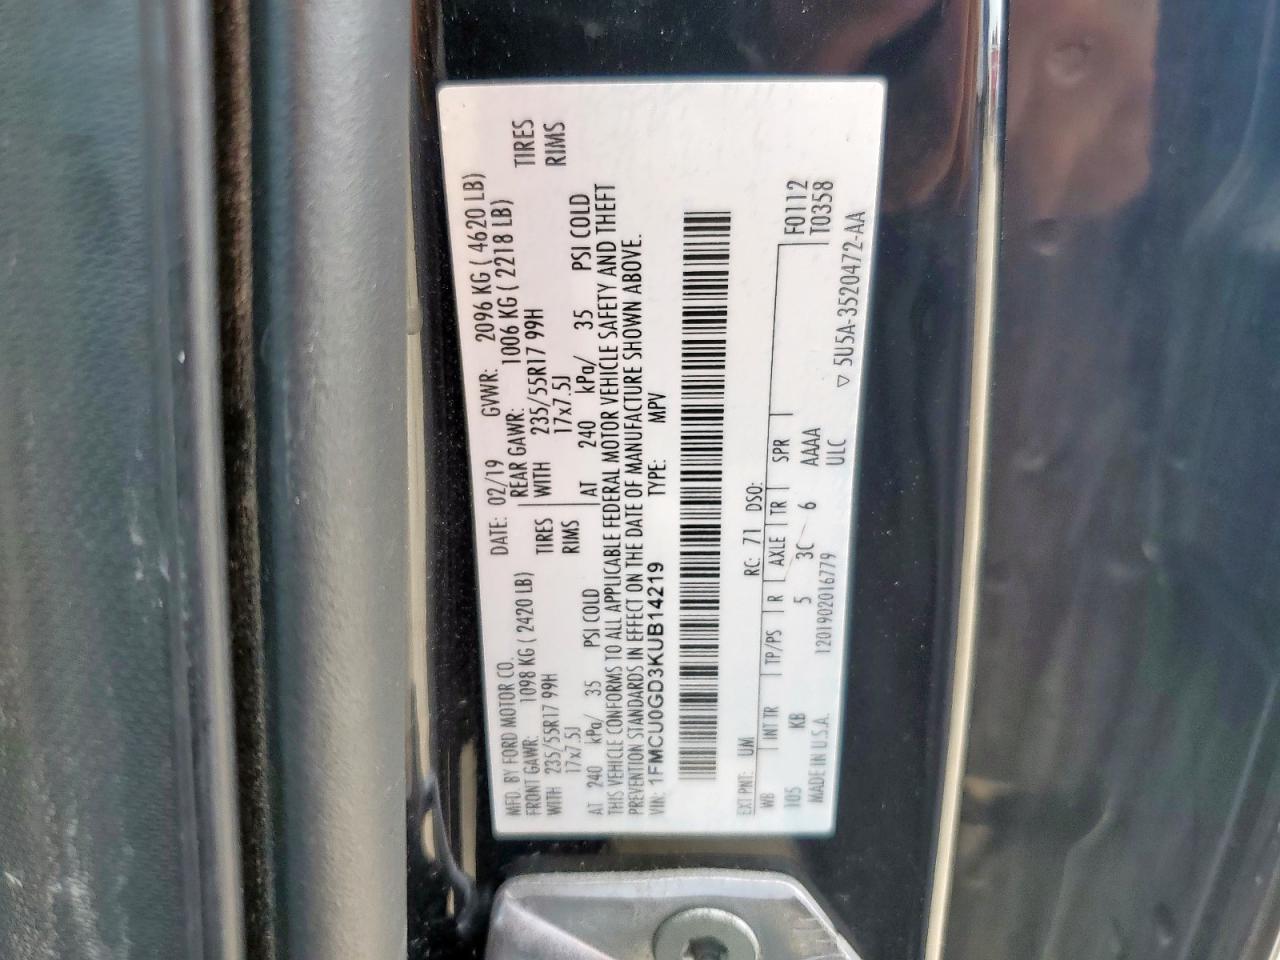 MFD. BY FORD MOTOR CO. DATE: 02/19 GVWR: 2096 KG ( 4620 LB)
FRONT GAWR: 1098 KG ( 2420 LB) REAR GAWR: 1006 KG ( 2218 LB)
WITH 235/55R17 99H TIRES WITH 235/55R17 99H TIRES
17x7.5J RIMS 17x7.5J RIMS
AT 240 kPa/ 35 PSI COLD AT 240 kPa/ 35 PSI COLD
THIS VEHICLE CONFORMS TO ALL APPLICABLE FEDERAL MOTOR VEHICLE SAFETY AND THEFT
PREVENTION STANDARDS IN EFFECT ON THE DATE OF MANUFACTURE SHOWN ABOVE.
VIN: 1FMCU0GD3KUB14219 TYPE: MPV
EXT PNT: UM RC: 71 DSO:
WB INT TR TP/PS R AXLE TR SPR F0112
105 KB 5 3C 6 AAAA T0358
MADE IN U.S.A. 1201902016779 ULC
▽ 5U5A-3520472-AA